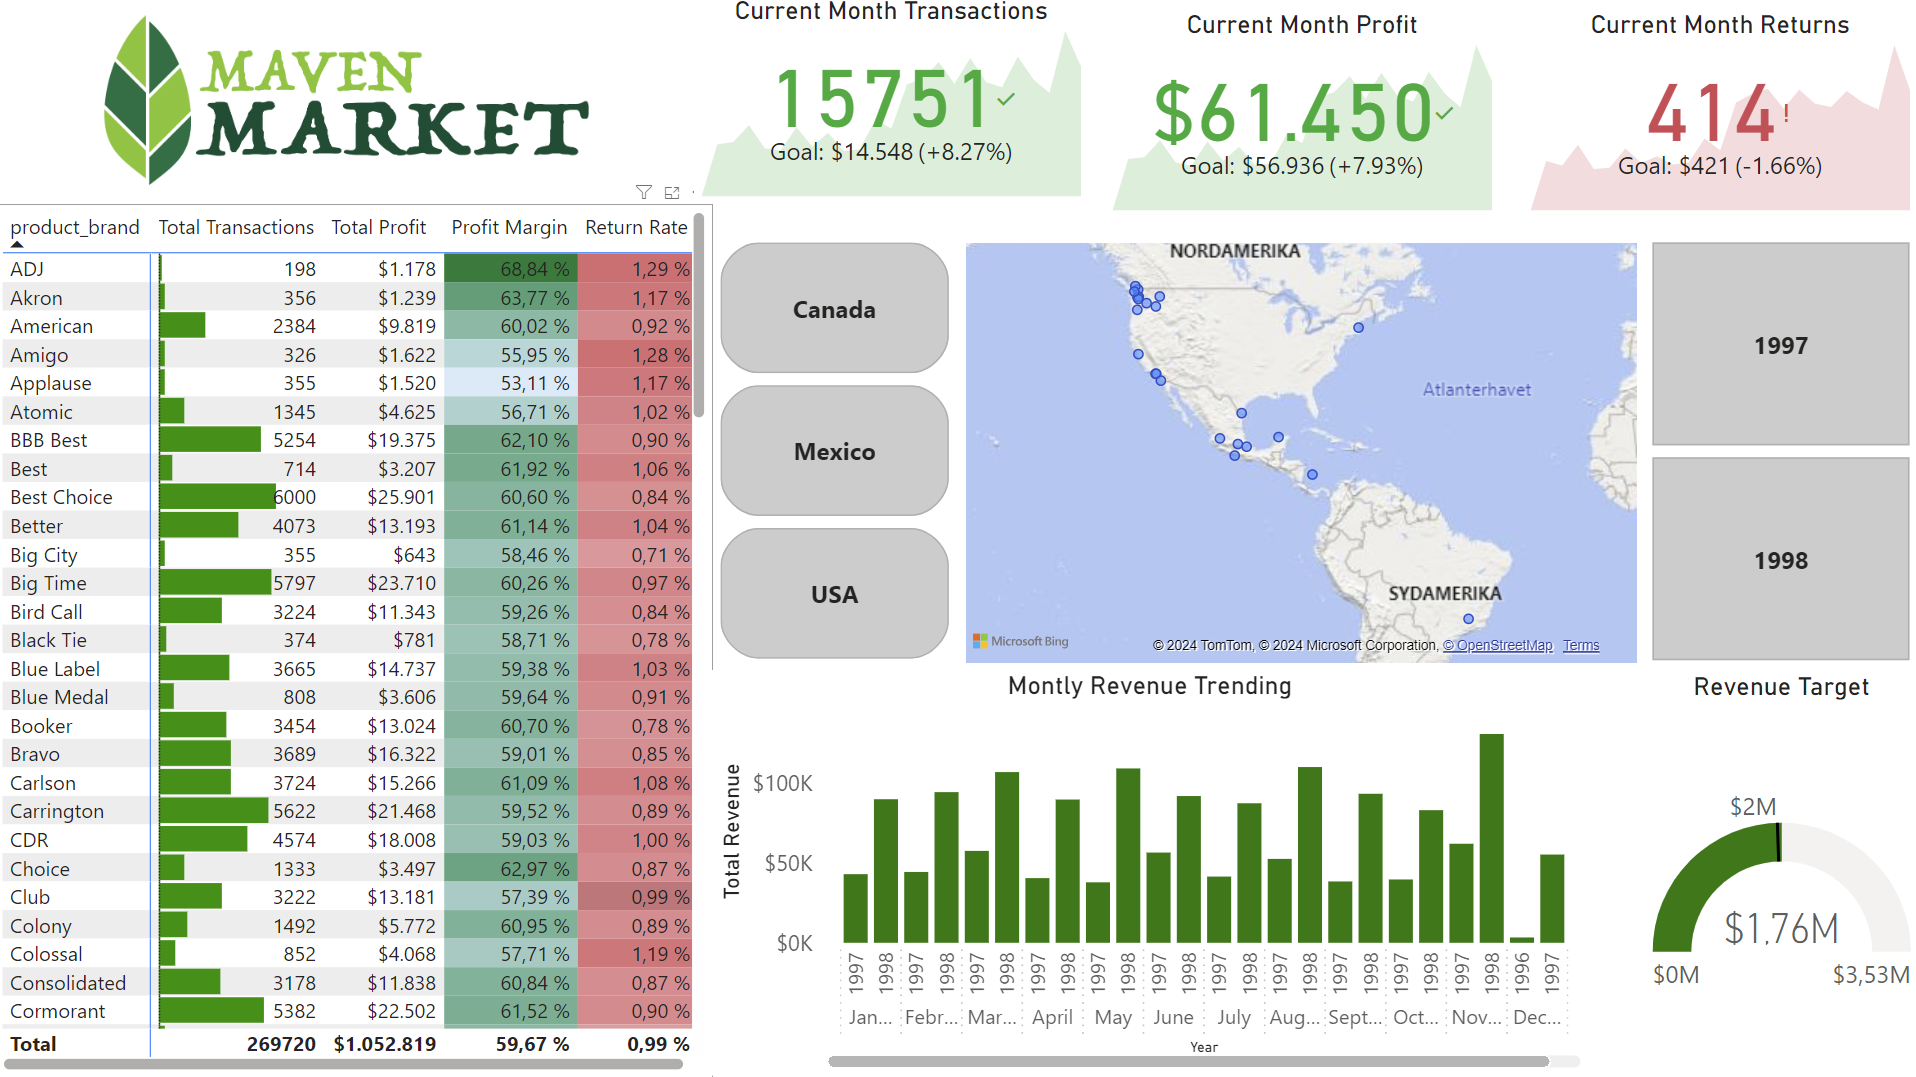 MAVEN
MARKET
Current Month Transactions
15751
Goal: $14.548 (+8.27%)
Current Month Profit
$61.450
Goal: $56.936 (+7.93%)
Current Month Returns
414!
Goal: $421 (-1.66%)
product_brand Total Transactions Total Profit Profit Margin Return Rate
ADJ 198 $1.178 68,84 % 1,29 %
Akron 356 $1.239 63,77 % 1,17 %
American 2384 $9.819 60,02 % 0,92 %
Amigo 326 $1.622 55,95 % 1,28 %
Applause 355 $1.520 53,11 % 1,17 %
Atomic 1345 $4.625 56,71 % 1,02 %
BBB Best 5254 $19.375 62,10 % 0,90 %
Best 714 $3.207 61,92 % 1,06 %
Best Choice 6000 $25.901 60,60 % 0,84 %
Better 4073 $13.193 61,14 % 1,04 %
Big City 355 $643 58,46 % 0,71 %
Big Time 5797 $23.710 60,26 % 0,97 %
Bird Call 3224 $11.343 59,26 % 0,84 %
Black Tie 374 $781 58,71 % 0,78 %
Blue Label 3665 $14.737 59,38 % 1,03 %
Blue Medal 808 $3.606 59,64 % 0,91 %
Booker 3454 $13.024 60,70 % 0,78 %
Bravo 3689 $16.322 59,01 % 0,85 %
Carlson 3724 $15.266 61,09 % 1,08 %
Carrington 5622 $21.468 59,52 % 0,89 %
CDR 4574 $18.008 59,03 % 1,00 %
Choice 1333 $3.497 62,97 % 0,87 %
Club 3222 $13.181 57,39 % 0,99 %
Colony 1492 $5.772 60,95 % 0,89 %
Colossal 852 $4.068 57,71 % 1,19 %
Consolidated 3178 $11.838 60,84 % 0,87 %
Cormorant 5382 $22.502 61,52 % 0,90 %
Total 269720 $1.052.819 59,67 % 0,99 %
Canada
Mexico
USA
NORDAMERIKA
Atlanterhavet
SYDAMERIKA
Microsoft Bing
© 2024 TomTom, © 2024 Microsoft Corporation, © OpenStreetMap Terms
1997
1998
Montly Revenue Trending
Total Revenue
$100K
$50K
$0K
1997 1998 1997 1998 1997 1998 1997 1998 1997 1998 1997 1998 1997 1998 1997 1998 1997 1998 1997 1998 1997 1998 1996 1997
Jan... Febr... Mar... April May June July Aug... Sept... Oct... Nov... Dec...
Year
Revenue Target
$2M
$1,76M
$0M $3,53M